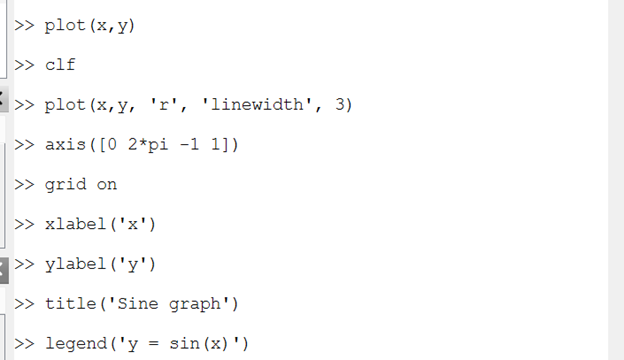 >> plot(x,y)
>> clf
>> plot(x,y, 'r', 'linewidth', 3)
>> axis([0 2*pi -1 1])
>> grid on
>> xlabel('x')
>> ylabel('y')
>> title('Sine graph')
>> legend('y = sin(x)')